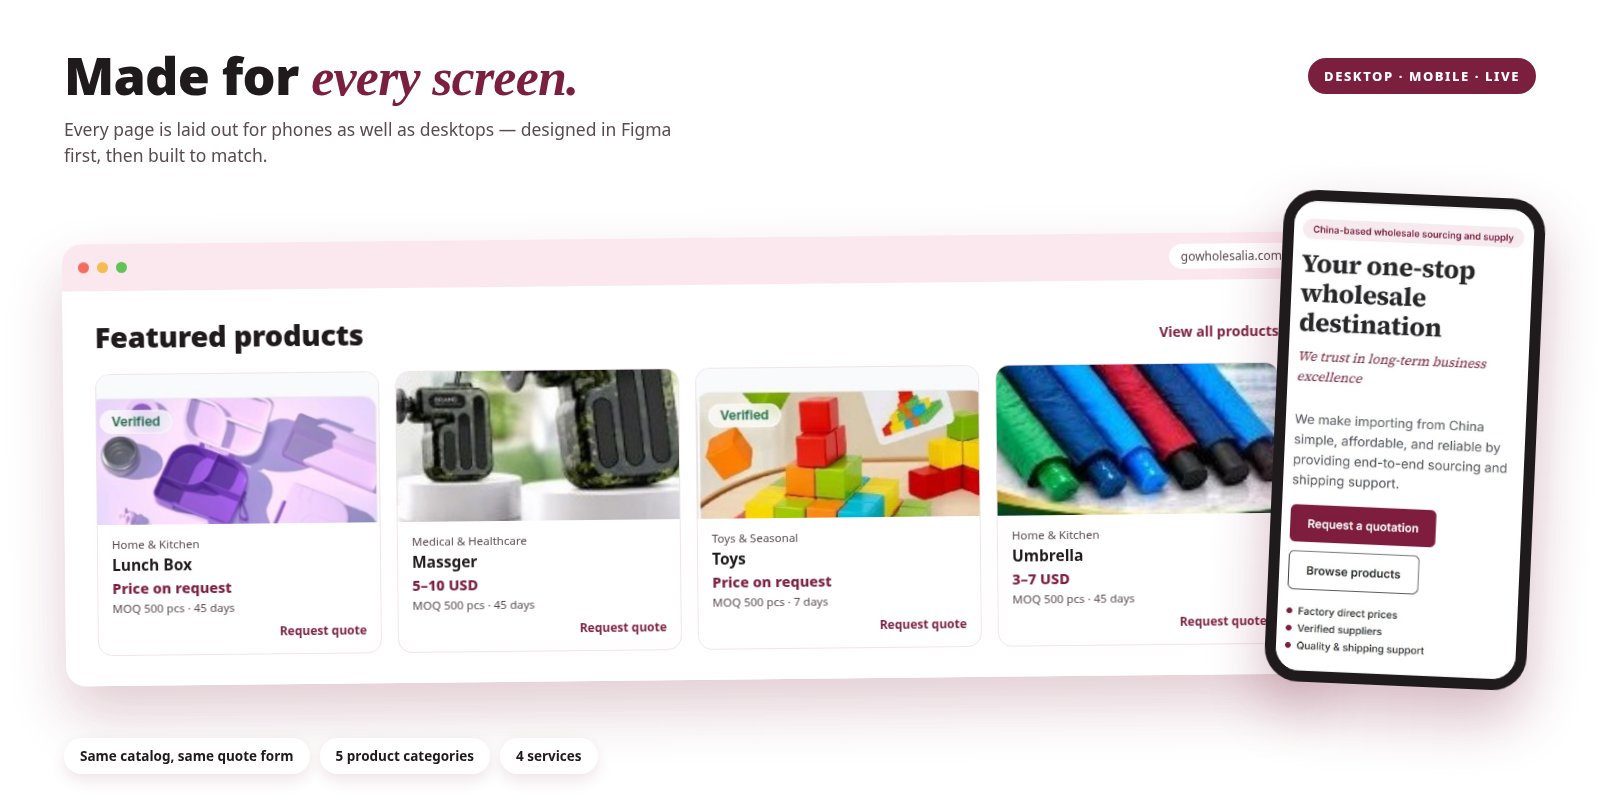 Made for every screen.
DESKTOP · MOBILE · LIVE
Every page is laid out for phones as well as desktops — designed in Figma
first, then built to match.
gowholesalia.com
Featured products
View all products
Verified
Home & Kitchen
Lunch Box
Price on request
MOQ 500 pcs · 45 days
Request quote
Medical & Healthcare
Massger
5–10 USD
MOQ 500 pcs · 45 days
Request quote
Verified
Toys & Seasonal
Toys
Price on request
MOQ 500 pcs · 7 days
Request quote
Home & Kitchen
Umbrella
3–7 USD
MOQ 500 pcs · 45 days
Request quote
China-based wholesale sourcing and supply
Your one-stop
wholesale
destination
We trust in long-term business
excellence
We make importing from China
simple, affordable, and reliable by
providing end-to-end sourcing and
shipping support.
Request a quotation
Browse products
Factory direct prices
Verified suppliers
Quality & shipping support
Same catalog, same quote form
5 product categories
4 services